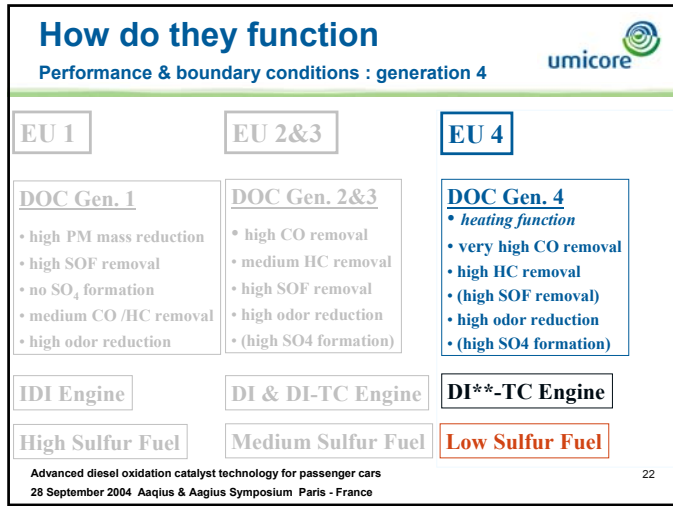 How do they function
Performance & boundary conditions : generation 4
umicore
EU 1
DOC Gen. 1
• high PM mass reduction
• high SOF removal
• no SO₄ formation
• medium CO /HC removal
• high odor reduction
IDI Engine
High Sulfur Fuel
EU 2&3
DOC Gen. 2&3
• high CO removal
• medium HC removal
• high SOF removal
• high odor reduction
• (high SO4 formation)
DI & DI-TC Engine
Medium Sulfur Fuel
EU 4
DOC Gen. 4
• heating function
• very high CO removal
• high HC removal
• (high SOF removal)
• high odor reduction
• (high SO4 formation)
DI**-TC Engine
Low Sulfur Fuel
Advanced diesel oxidation catalyst technology for passenger cars
28 September 2004 Aaqius & Aagius Symposium Paris - France
22